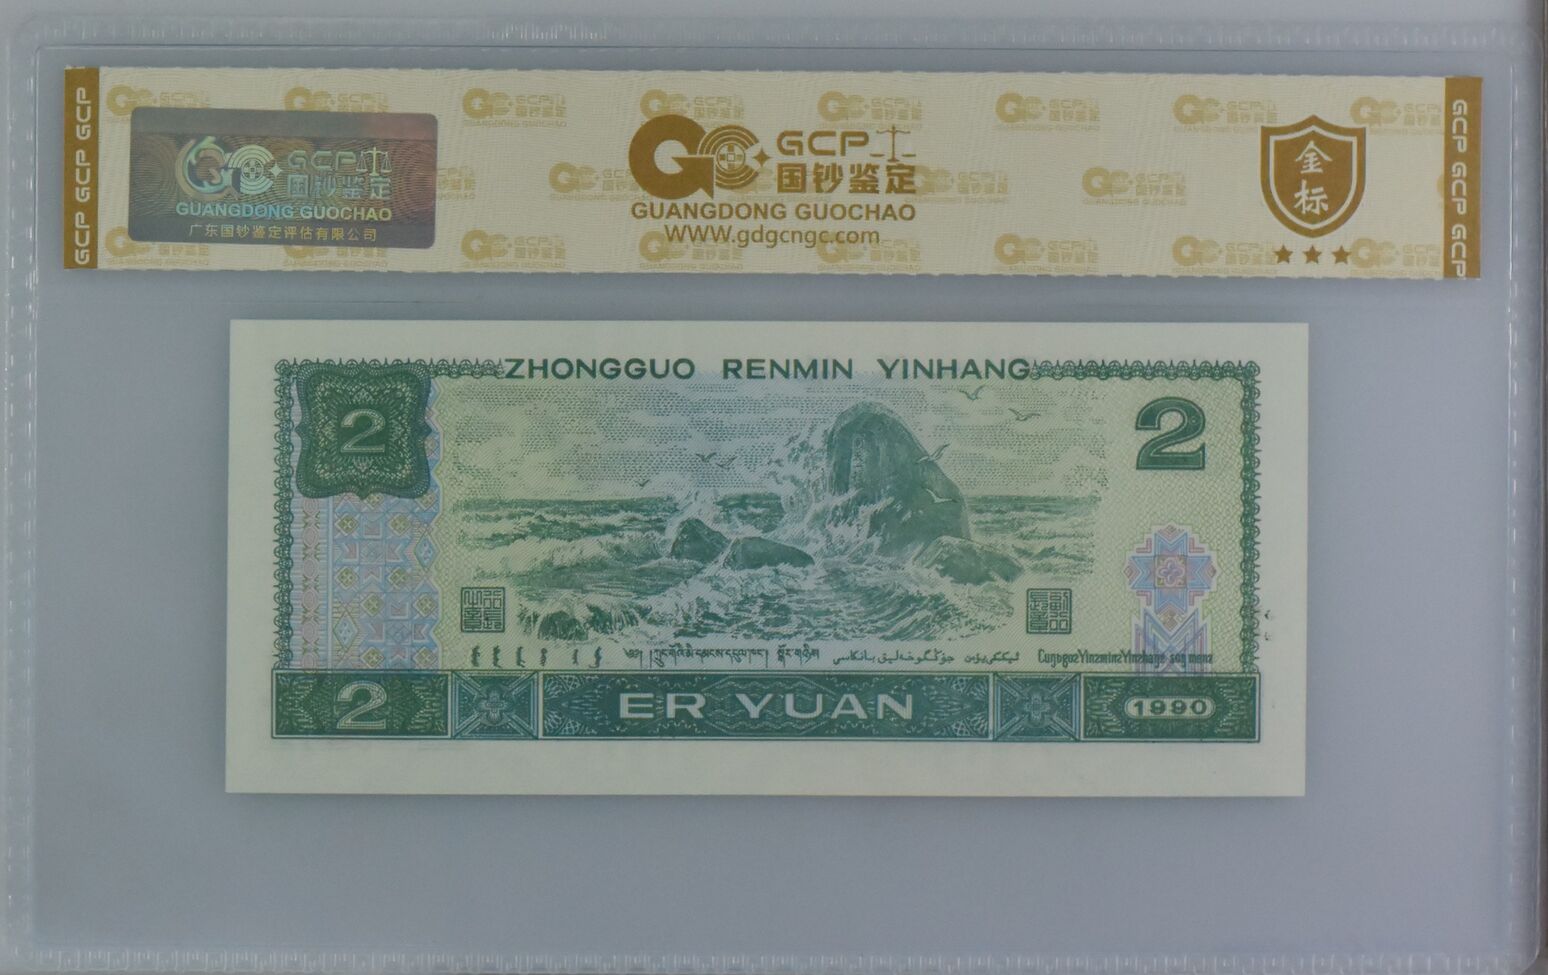 GCP GCP GCP
GCP
国钞鉴定
GUANGDONG GUOCHAO
广东国钞鉴定评估有限公司
GCP
国钞鉴定
GUANGDONG GUOCHAO
WWW.gdgcngc.com
金
标
GCP GCP GCP
ZHONGGUO RENMIN YINHANG
2
2
2
ER YUAN
1990